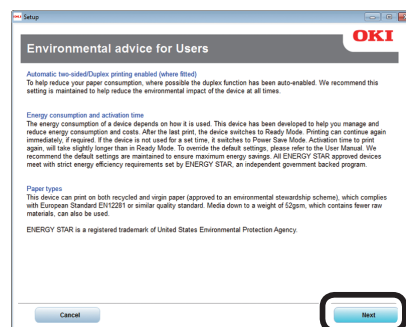 OKI Setup
OKI
Environmental advice for Users
Automatic two-sided/Duplex printing enabled (where fitted)
To help reduce your paper consumption, where possible the duplex function has been auto-enabled. We recommend this
setting is maintained to help reduce the environmental impact of the device at all times.
Energy consumption and activation time
The energy consumption of a device depends on how it is used. This device has been developed to help you manage and
reduce energy consumption and costs. After the last print, the device switches to Ready Mode. Printing can continue again
immediately, if required. If the device is not used for a set time, it switches to Power Save Mode. Activation time to print
again, will take slightly longer than in Ready Mode. To override the default settings, please refer to the User Manual. We
recommend the default settings are maintained to ensure maximum energy savings. All ENERGY STAR approved devices
meet with strict energy efficiency requirements set by ENERGY STAR, an independent government backed program.
Paper types
This device can print on both recycled and virgin paper (approved to an environmental stewardship scheme), which complies
with European Standard EN12281 or similar quality standard. Media down to a weight of 52gsm, which contains fewer raw
materials, can also be used.
ENERGY STAR is a registered trademark of United States Environmental Protection Agency.
Cancel
Next